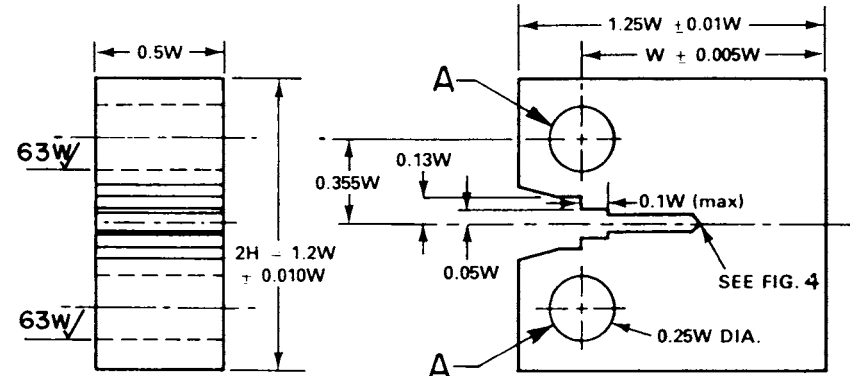 0.5W
1.25W ± 0.01W
W ± 0.005W
A
63W
0.13W
0.355W
0.1W (max)
2H - 1.2W
± 0.010W
0.05W
SEE FIG. 4
63W
0.25W DIA.
A